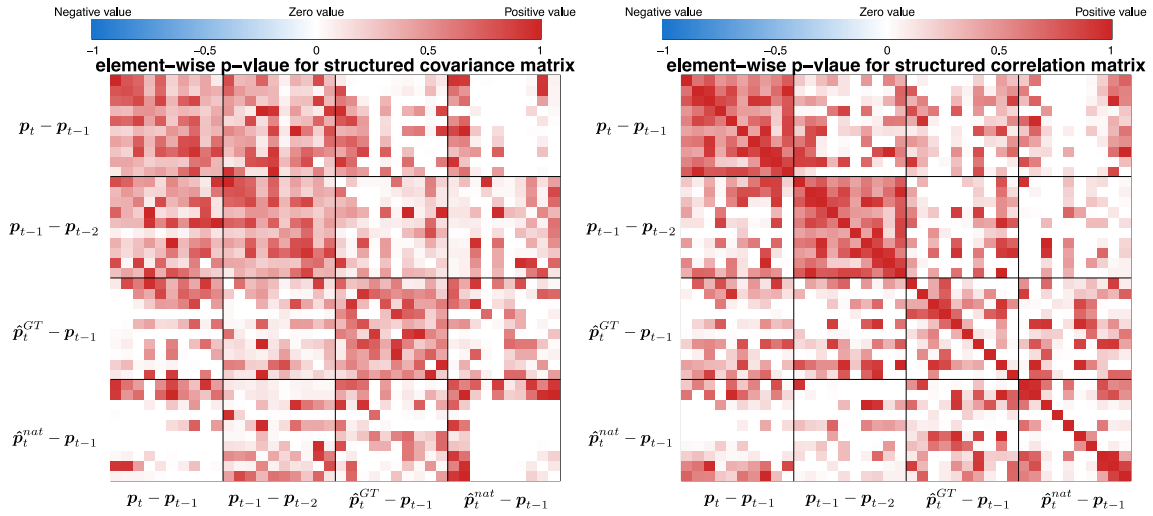 Negative value Zero value Positive value
−1 −0.5 0 0.5 1
element−wise p−vlaue for structured covariance matrix
p_t − p_{t−1}
p_{t−1} − p_{t−2}
p̂_t^{GT} − p_{t−1}
p̂_t^{nat} − p_{t−1}
p_t − p_{t−1} p_{t−1} − p_{t−2} p̂_t^{GT} − p_{t−1} p̂_t^{nat} − p_{t−1}
Negative value Zero value Positive value
−1 −0.5 0 0.5 1
element−wise p−vlaue for structured correlation matrix
p_t − p_{t−1}
p_{t−1} − p_{t−2}
p̂_t^{GT} − p_{t−1}
p̂_t^{nat} − p_{t−1}
p_t − p_{t−1} p_{t−1} − p_{t−2} p̂_t^{GT} − p_{t−1} p̂_t^{nat} − p_{t−1}